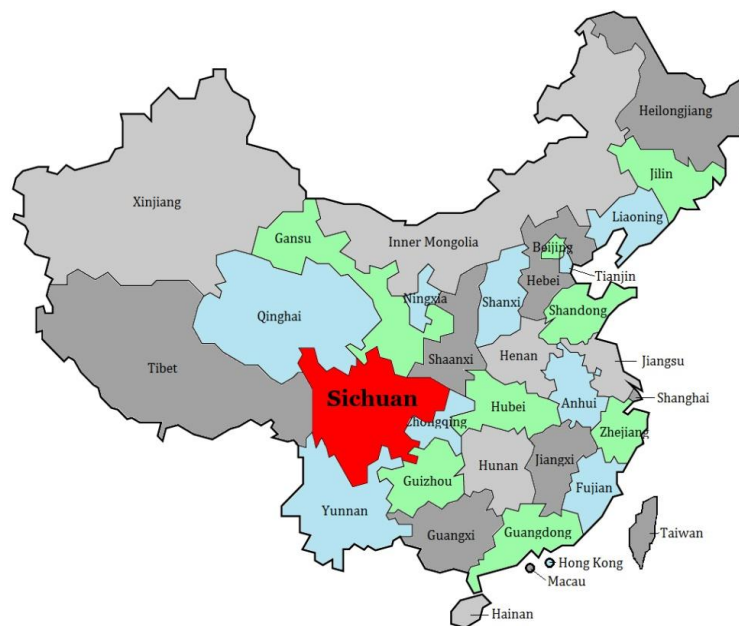 Heilongjiang
Jilin
Xinjiang
Liaoning
Gansu
Inner Mongolia
Beijing
Hebei
Tianjin
Ningxia
Shanxi
Qinghai
Shandong
Shaanxi
Henan
Jiangsu
Tibet
Sichuan
Shanghai
Anhui
Hubei
Chongqing
Zhejiang
Hunan
Jiangxi
Guizhou
Fujian
Yunnan
Guangxi
Guangdong
Taiwan
Hong Kong
Macau
Hainan